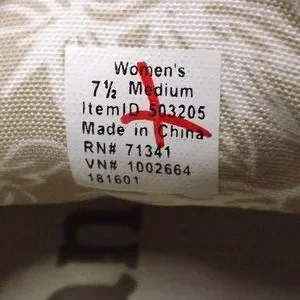 Women's
7½ Medium
ItemID 503205
Made in China
RN# 71341
VN# 1002664
181601